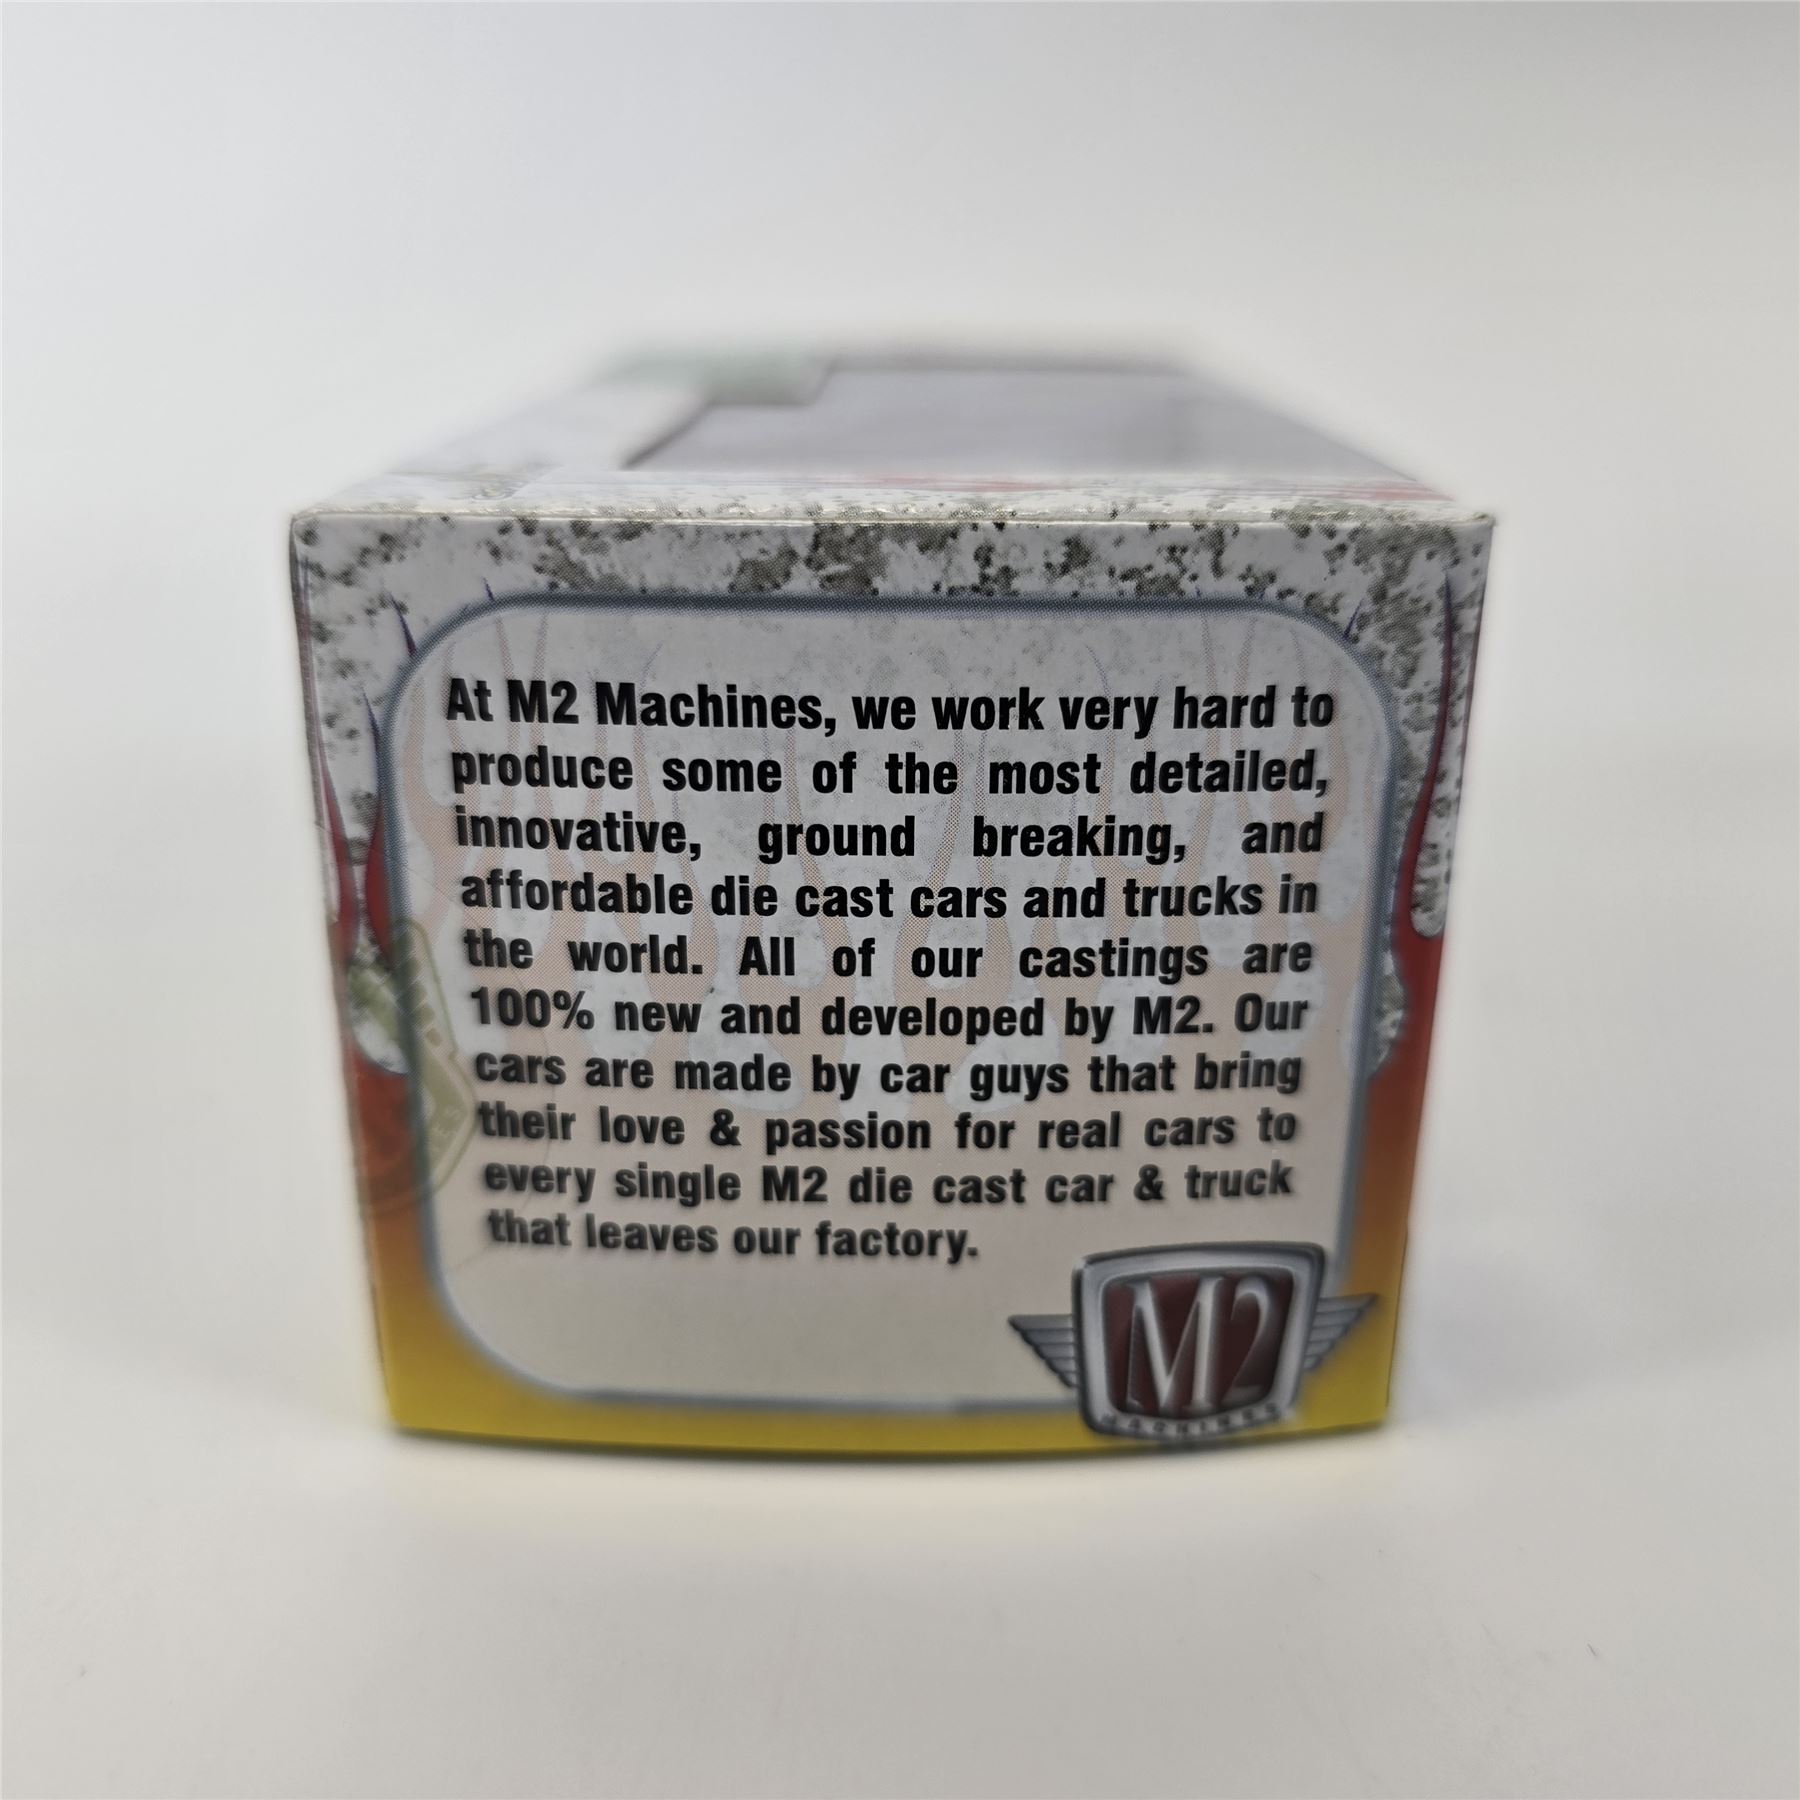 At M2 Machines, we work very hard to
produce some of the most detailed,
innovative, ground breaking, and
affordable die cast cars and trucks in
the world. All of our castings are
100% new and developed by M2. Our
cars are made by car guys that bring
their love & passion for real cars to
every single M2 die cast car & truck
that leaves our factory.
M2
MACHINES